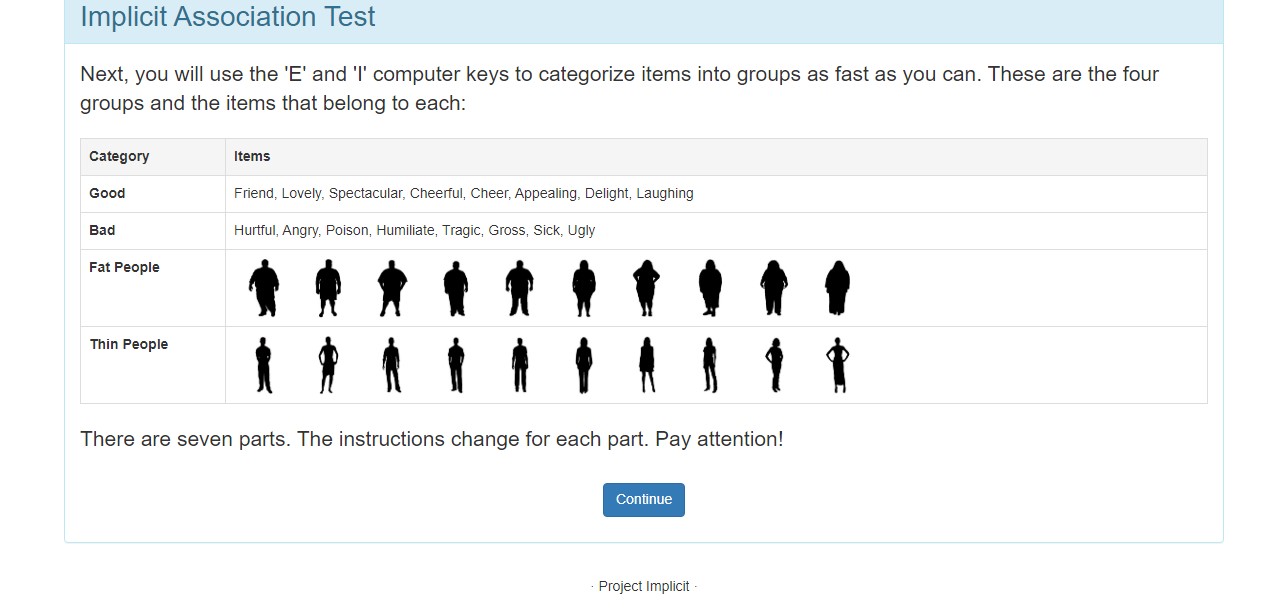 Implicit Association Test
Next, you will use the 'E' and 'I' computer keys to categorize items into groups as fast as you can. These are the four
groups and the items that belong to each:
Category Items
Good Friend, Lovely, Spectacular, Cheerful, Cheer, Appealing, Delight, Laughing
Bad Hurtful, Angry, Poison, Humiliate, Tragic, Gross, Sick, Ugly
Fat People
Thin People
There are seven parts. The instructions change for each part. Pay attention!
Continue
· Project Implicit ·